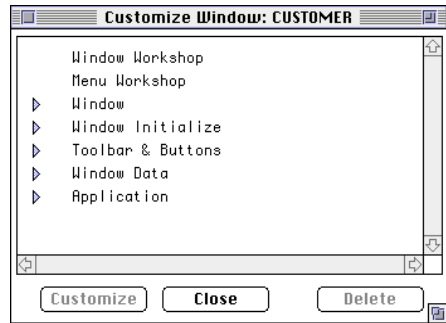 Customize Window: CUSTOMER
Window Workshop
Menu Workshop
Window
Window Initialize
Toolbar & Buttons
Window Data
Application
Customize
Close
Delete